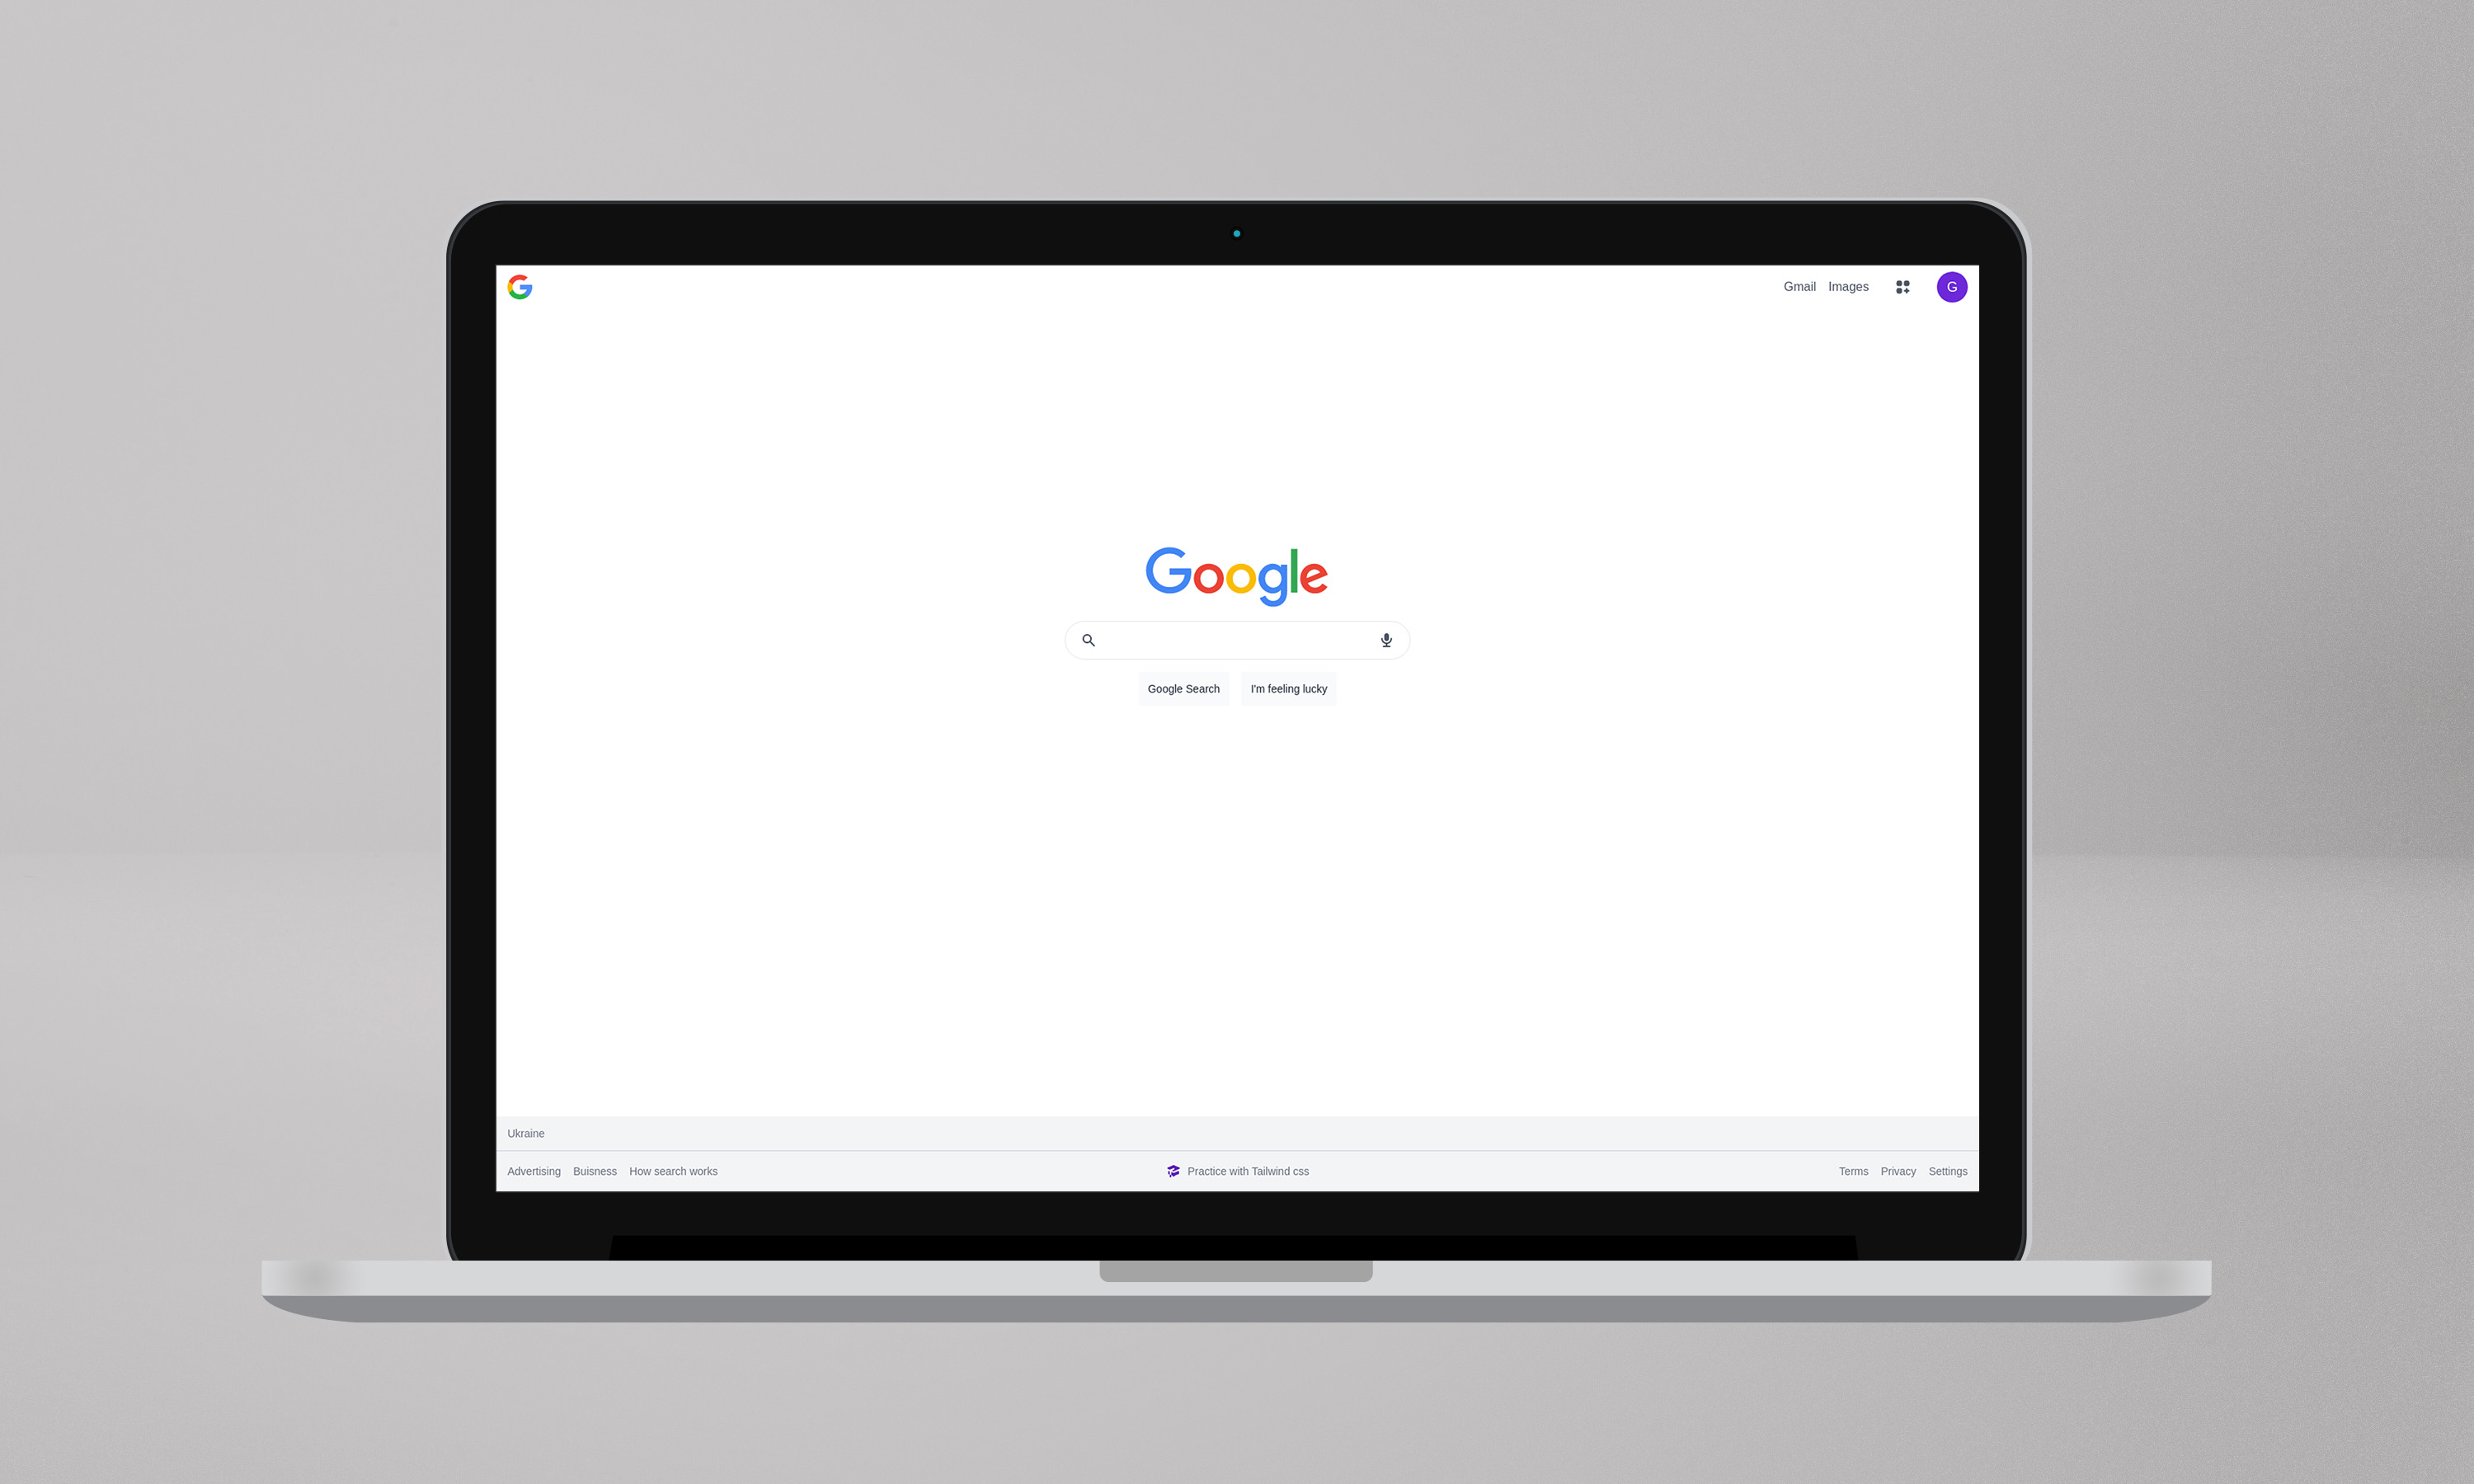 G Gmail Images G
Google
Google Search I'm feeling lucky
Ukraine
Advertising Buisness How search works Practice with Tailwind css Terms Privacy Settings